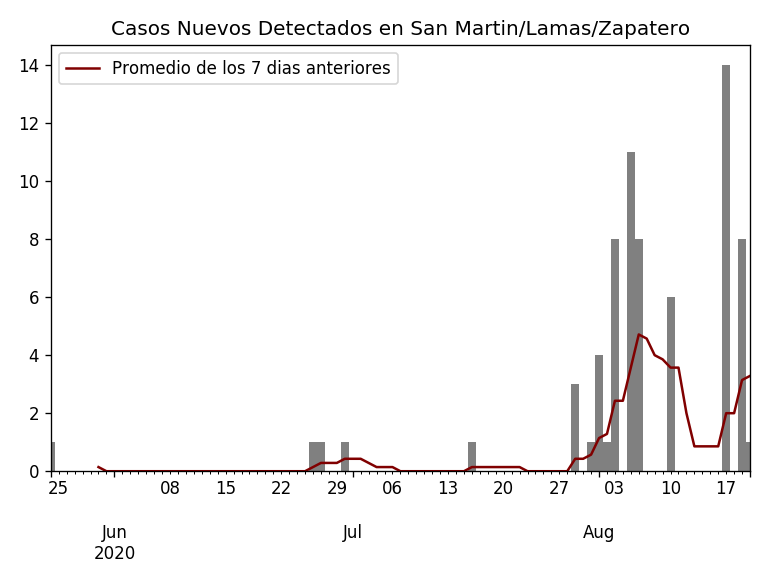 Casos Nuevos Detectados en San Martin/Lamas/Zapatero
Promedio de los 7 dias anteriores
14
12
10
8
6
4
2
0
25 08 15 22 29 06 13 20 27 03 10 17
Jun Jul Aug
2020